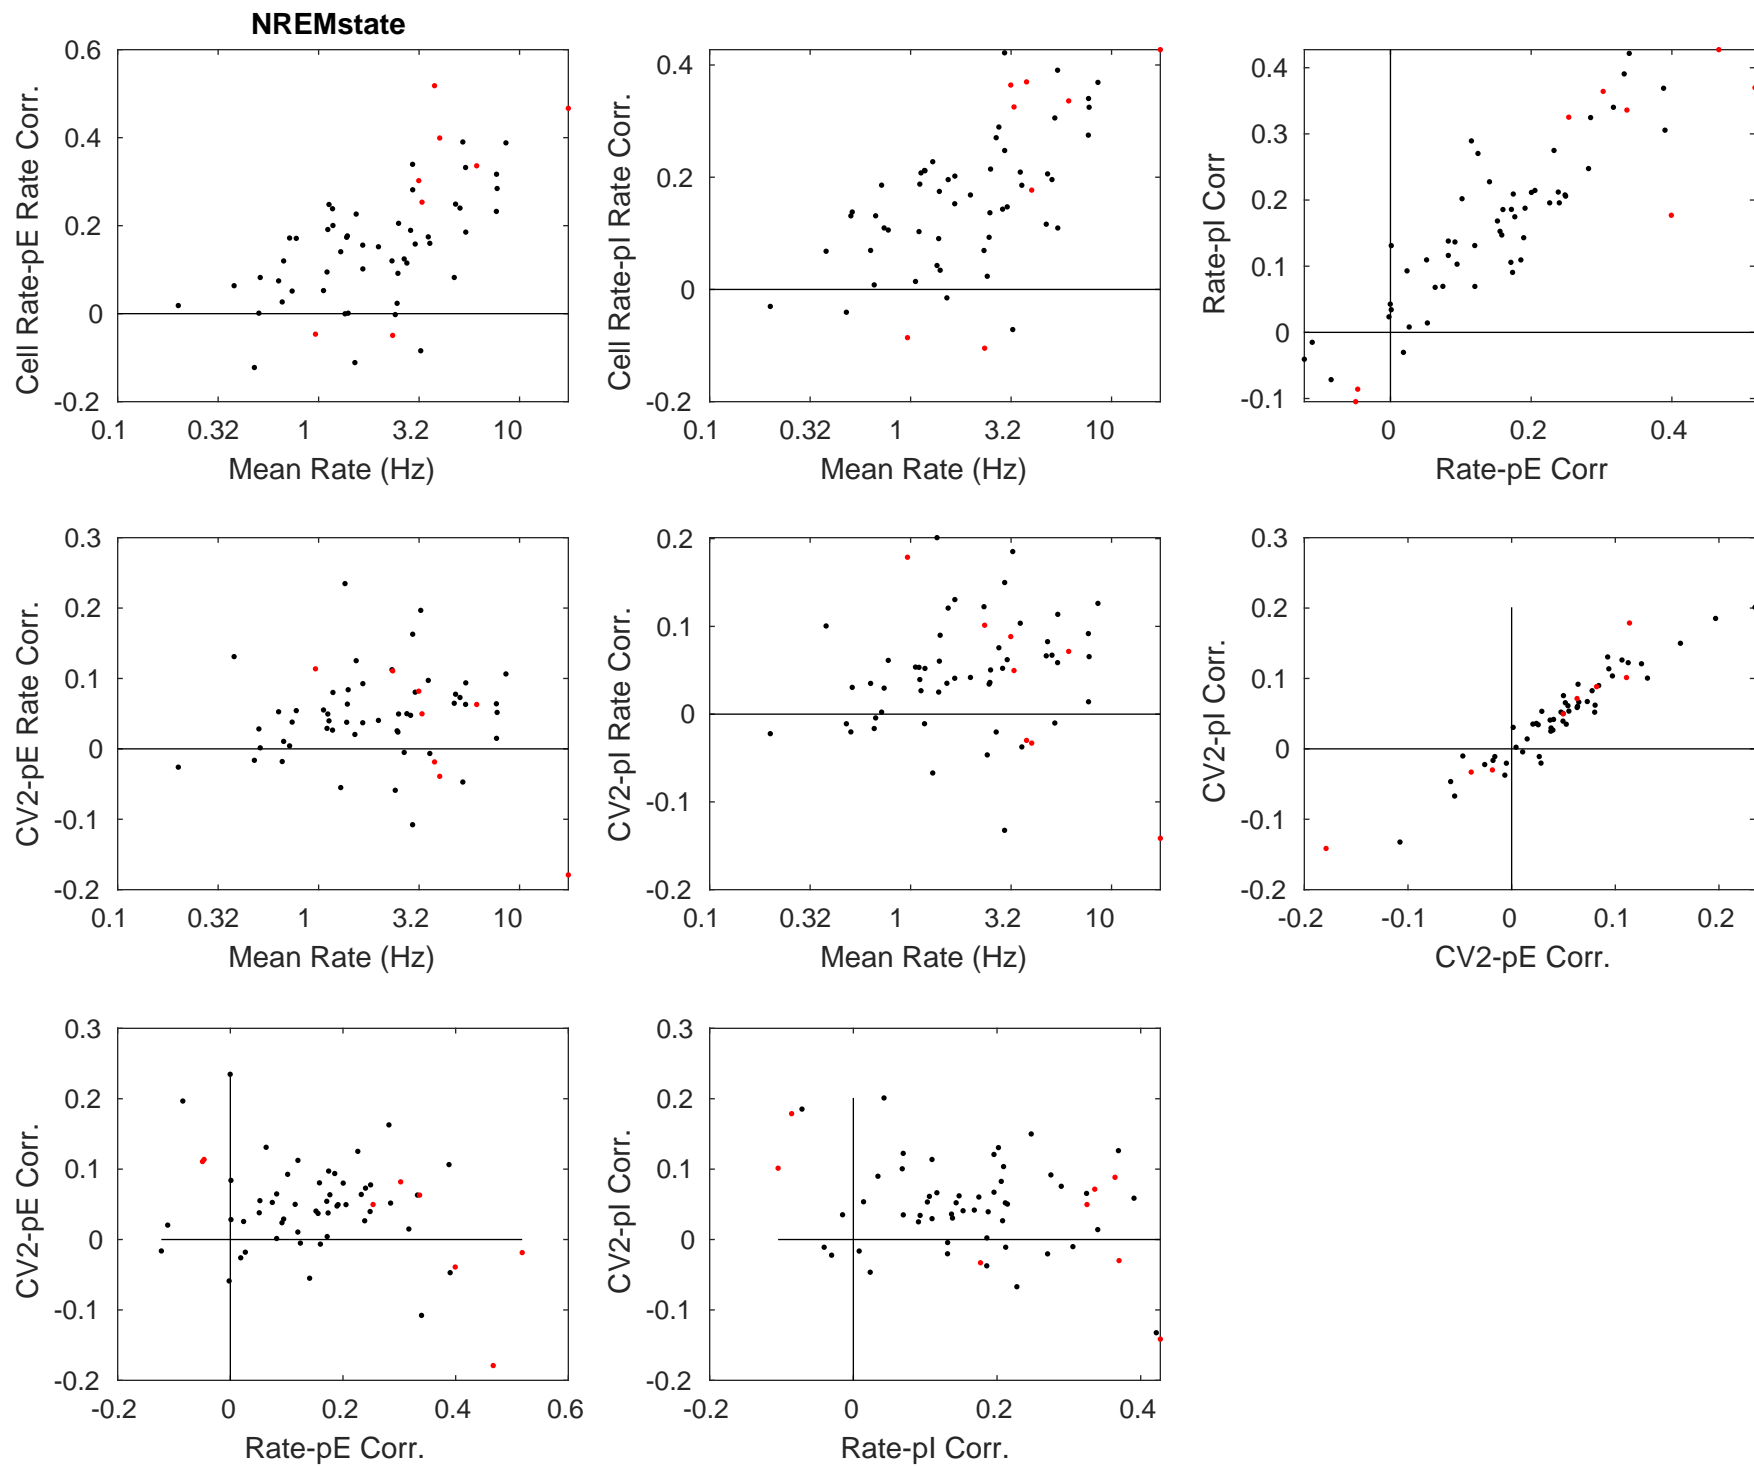 NREMstate
0.6
0.4
0.2
0
-0.2
Cell Rate-pE Rate Corr.
0.1 0.32 1 3.2 10
Mean Rate (Hz)
0.4
0.2
0
-0.2
Cell Rate-pI Rate Corr.
0.1 0.32 1 3.2 10
Mean Rate (Hz)
0.4
0.3
0.2
0.1
0
-0.1
Rate-pI Corr
0 0.2 0.4
Rate-pE Corr
0.3
0.2
0.1
0
-0.1
-0.2
CV2-pE Rate Corr.
0.1 0.32 1 3.2 10
Mean Rate (Hz)
0.2
0.1
0
-0.1
-0.2
CV2-pI Rate Corr.
0.1 0.32 1 3.2 10
Mean Rate (Hz)
0.3
0.2
0.1
0
-0.1
-0.2
CV2-pI Corr.
-0.2 -0.1 0 0.1 0.2
CV2-pE Corr.
0.3
0.2
0.1
0
-0.1
-0.2
CV2-pE Corr.
-0.2 0 0.2 0.4 0.6
Rate-pE Corr.
0.3
0.2
0.1
0
-0.1
-0.2
CV2-pI Corr.
-0.2 0 0.2 0.4
Rate-pI Corr.